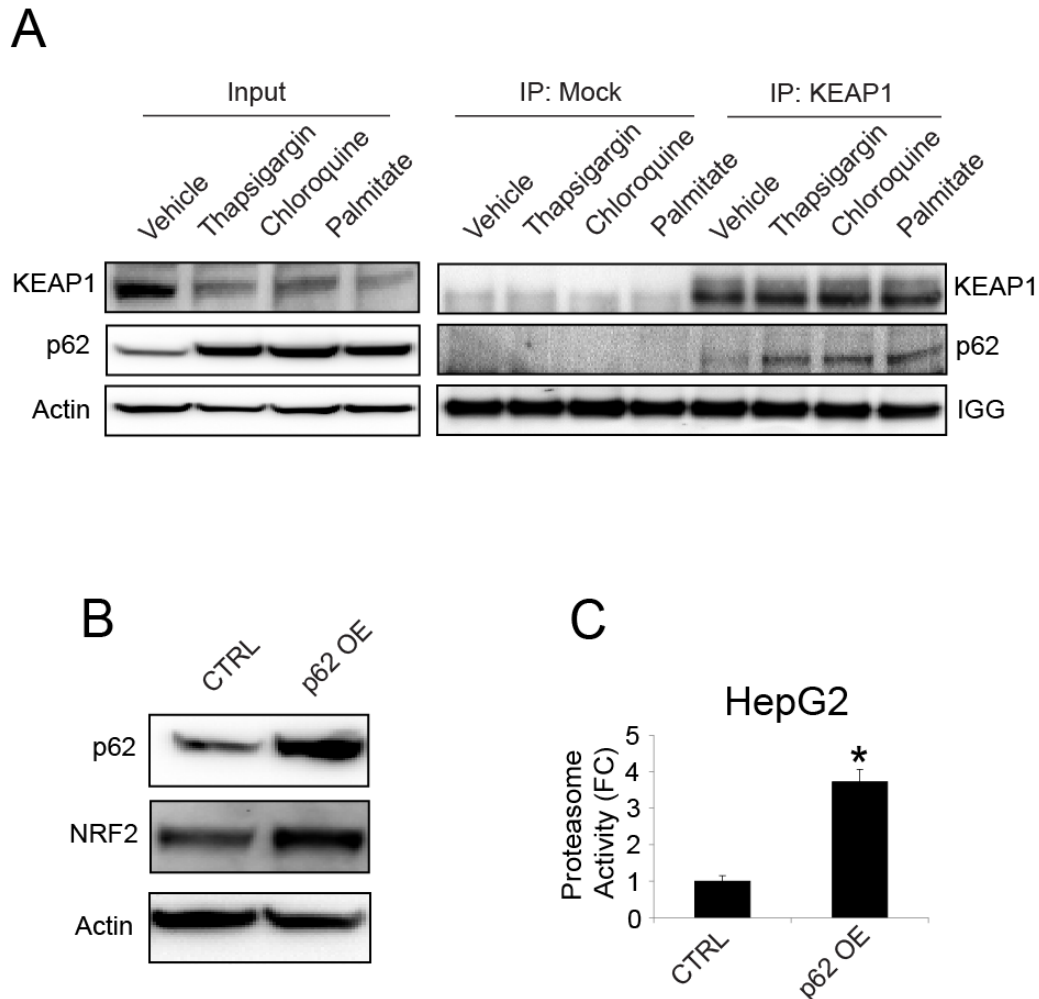 A
Input IP: Mock IP: KEAP1
Vehicle Thapsigargin Chloroquine Palmitate Vehicle Thapsigargin Chloroquine Palmitate Vehicle Thapsigargin Chloroquine Palmitate
KEAP1 KEAP1
p62 p62
Actin IGG
B
CTRL p62 OE
p62
NRF2
Actin
C
HepG2
Proteasome
Activity (FC)
5
4
3
2
1
0
*
CTRL p62 OE